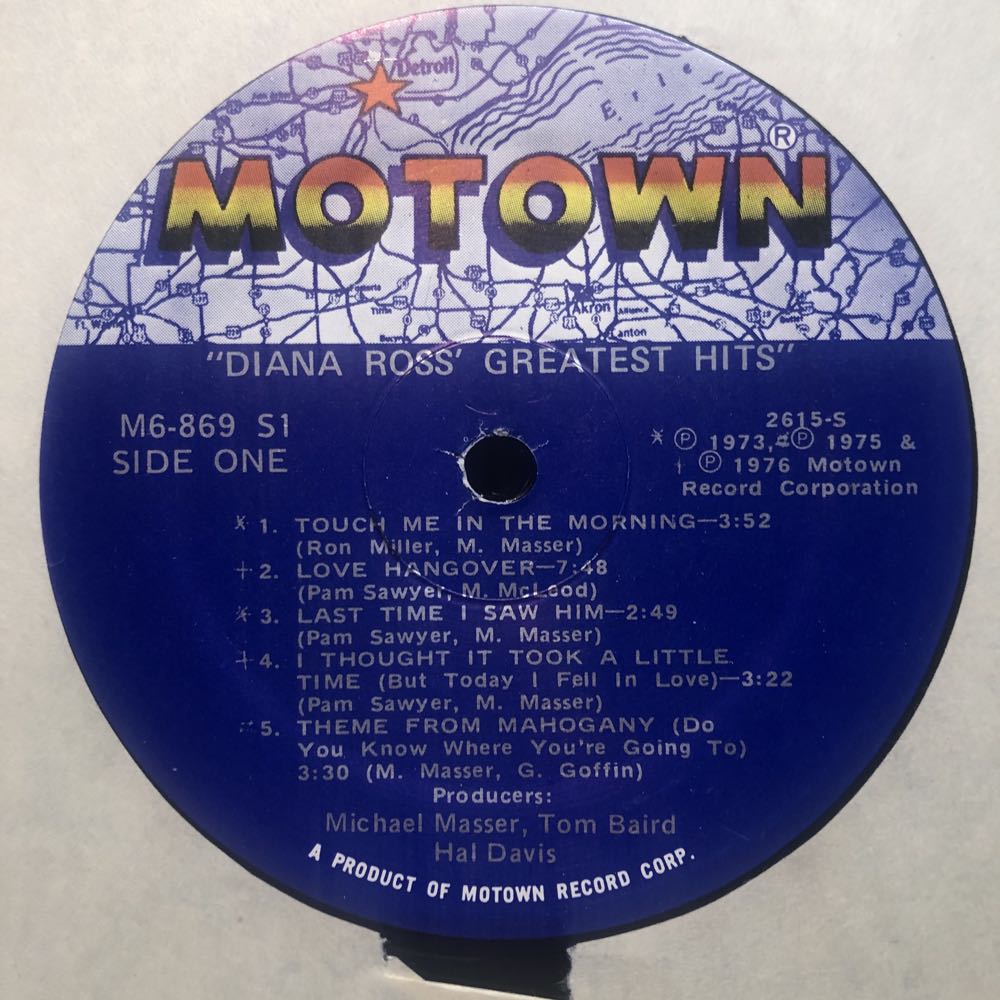 Detroit
Erie
®
MOTOWN
Akron
Alliance
Canton
"DIANA ROSS' GREATEST HITS"
M6-869 S1
SIDE ONE
2615-S
* ℗ 1973, # ℗ 1975 &
† ℗ 1976 Motown
Record Corporation
* 1. TOUCH ME IN THE MORNING—3:52
(Ron Miller, M. Masser)
† 2. LOVE HANGOVER—7:48
(Pam Sawyer, M. McLeod)
* 3. LAST TIME I SAW HIM—2:49
(Pam Sawyer, M. Masser)
† 4. I THOUGHT IT TOOK A LITTLE
TIME (But Today I Fell In Love)—3:22
(Pam Sawyer, M. Masser)
5. THEME FROM MAHOGANY (Do
You Know Where You're Going To)
3:30 (M. Masser, G. Goffin)
Producers:
Michael Masser, Tom Baird
Hal Davis
A PRODUCT OF MOTOWN RECORD CORP.